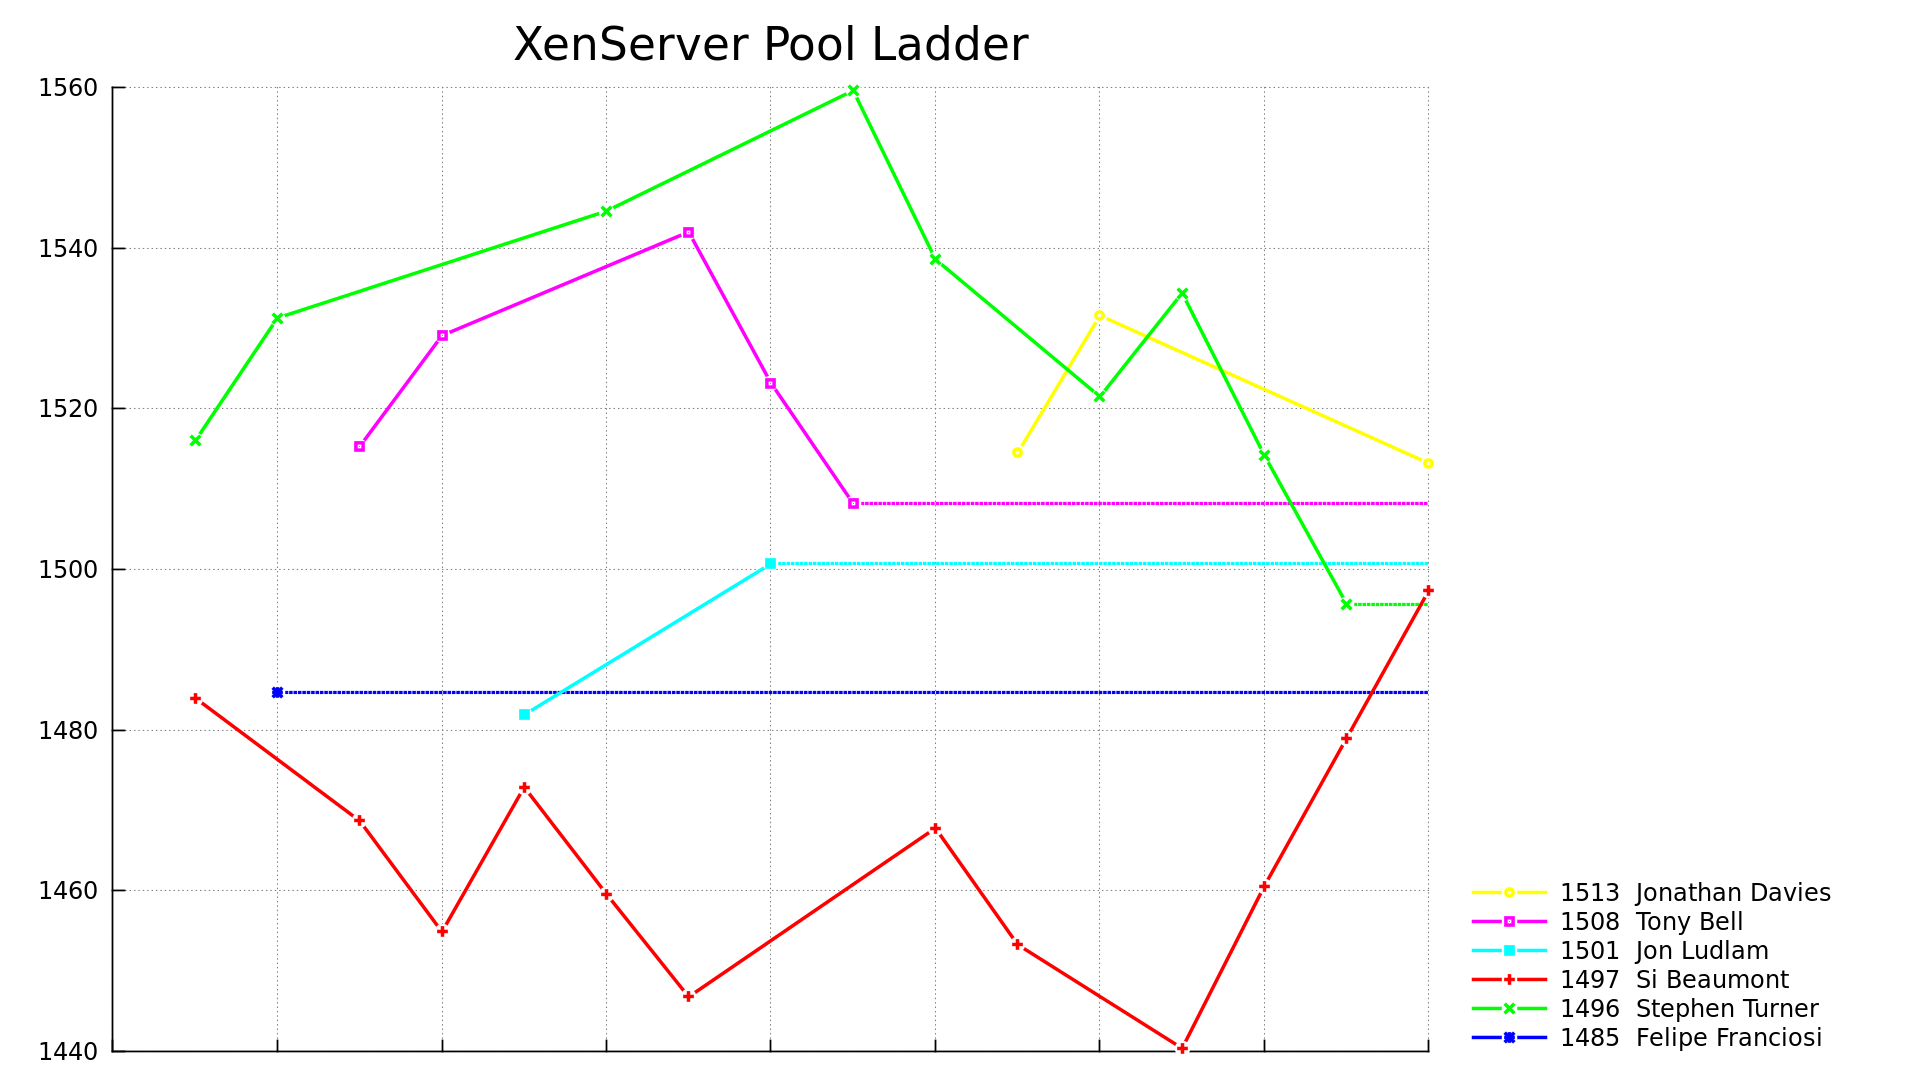 XenServer Pool Ladder
1560
1540
1520
1500
1480
1460
1440
1513 Jonathan Davies
1508 Tony Bell
1501 Jon Ludlam
1497 Si Beaumont
1496 Stephen Turner
1485 Felipe Franciosi